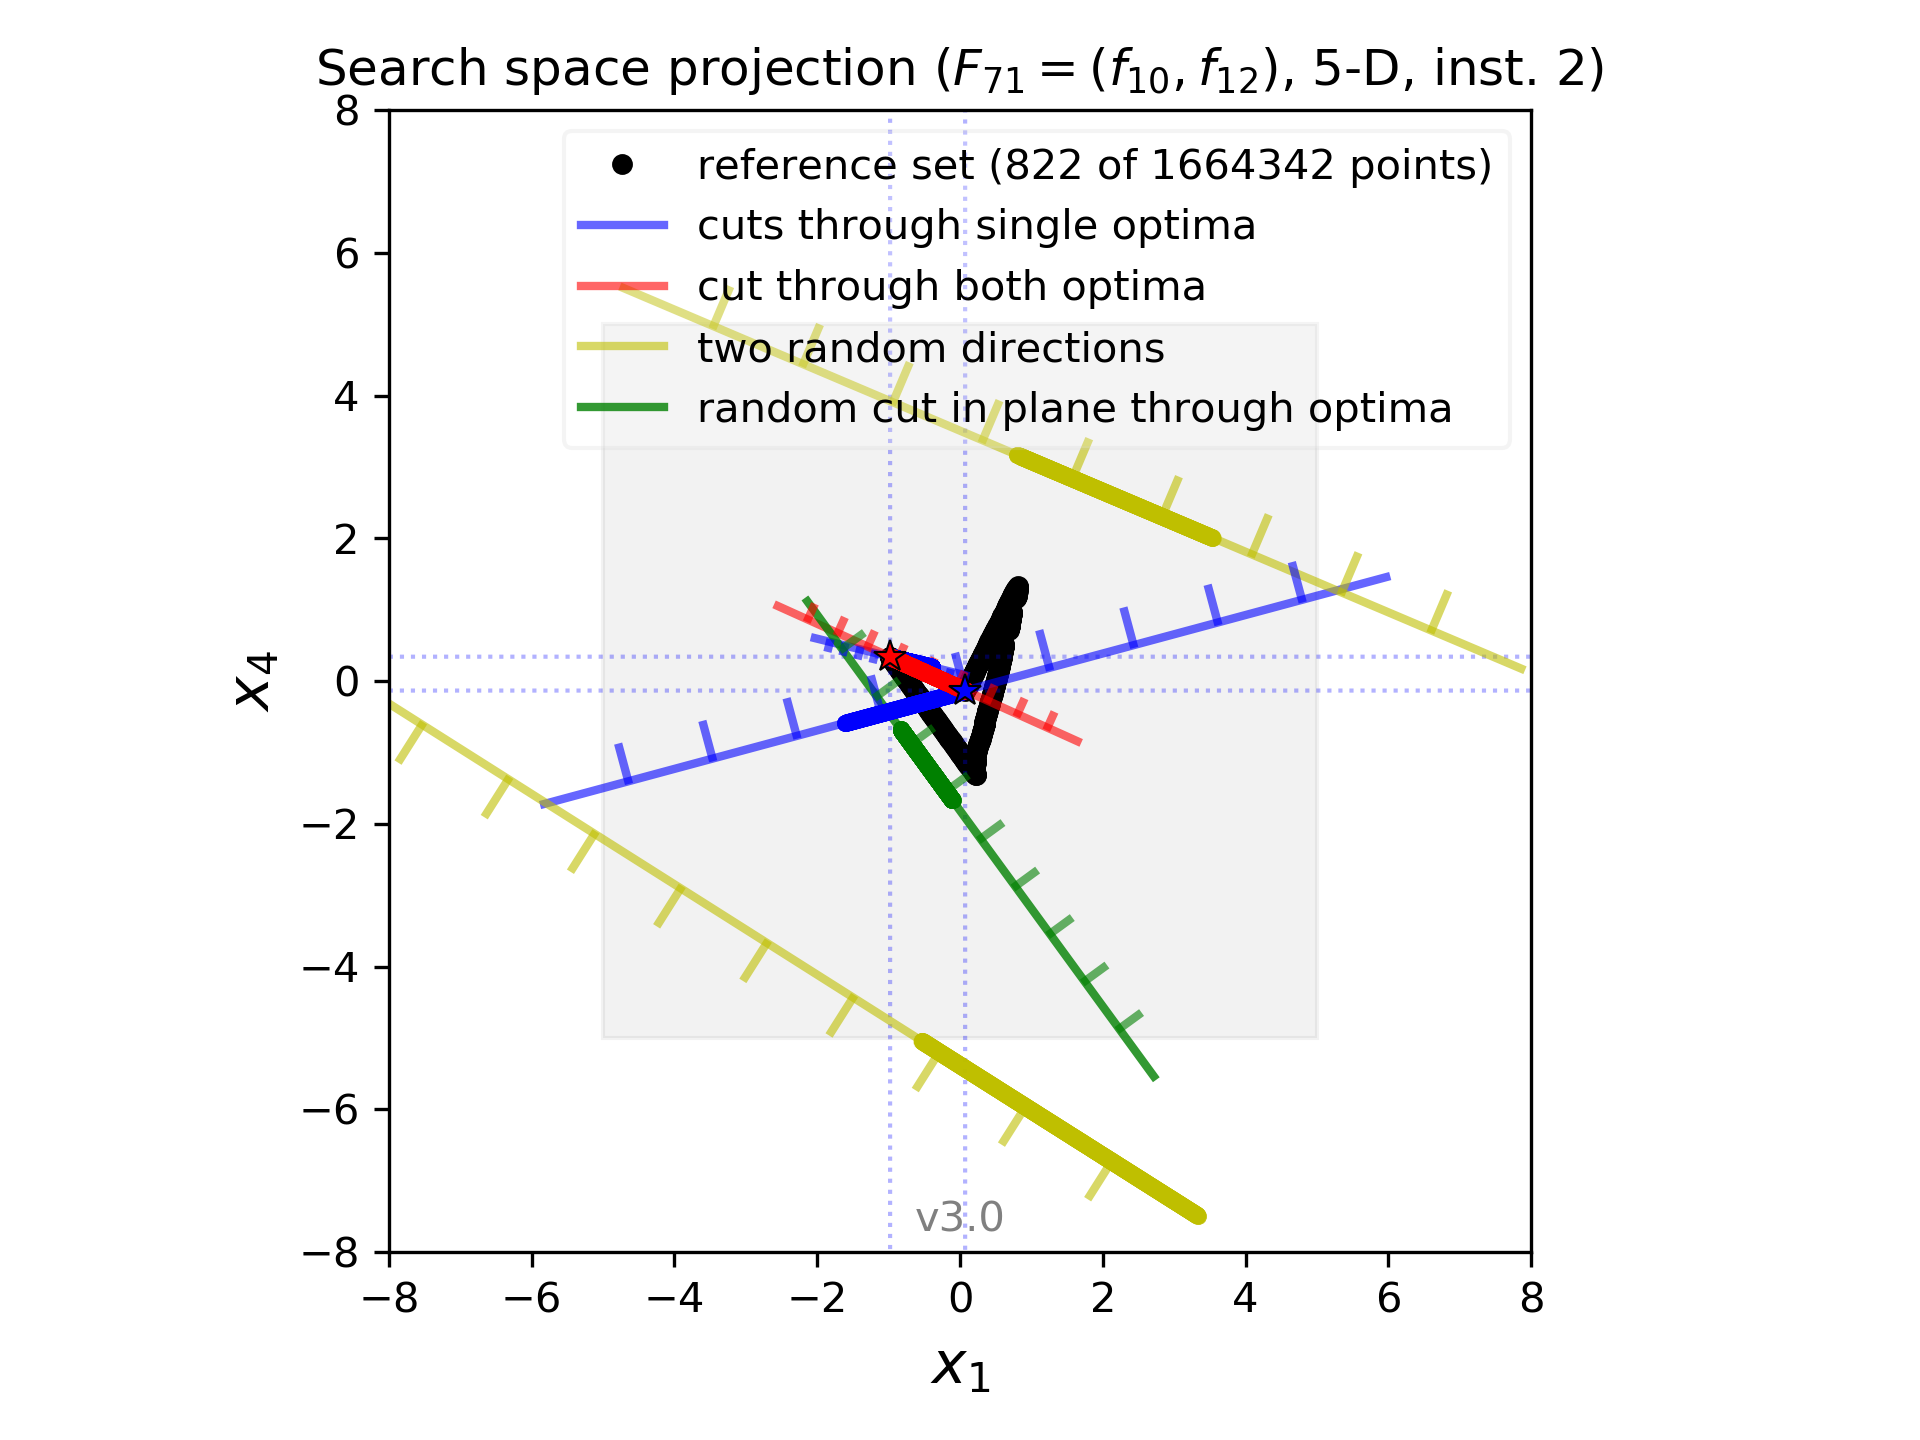 Search space projection (F71 = (f10, f12), 5-D, inst. 2)
reference set (822 of 1664342 points)
cuts through single optima
cut through both optima
two random directions
random cut in plane through optima
8
6
4
2
0
−2
−4
−6
−8
x4
v3.0
−8 −6 −4 −2 0 2 4 6 8
x1